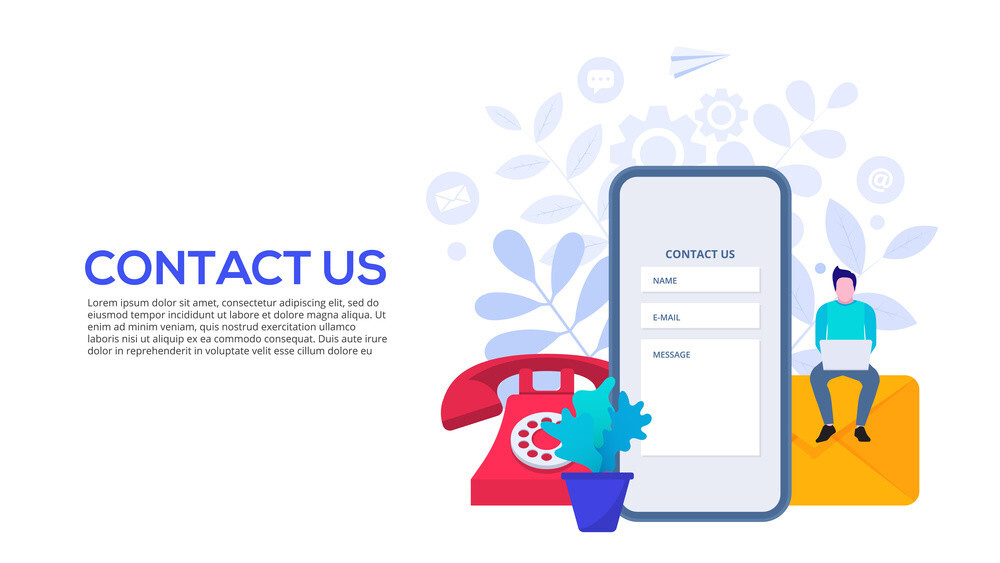 CONTACT US
Lorem ipsum dolor sit amet, consectetur adipiscing elit, sed do
eiusmod tempor incididunt ut labore et dolore magna aliqua. Ut
enim ad minim veniam, quis nostrud exercitation ullamco
laboris nisi ut aliquip ex ea commodo consequat. Duis aute irure
dolor in reprehenderit in voluptate velit esse cillum dolore eu
CONTACT US
NAME
E-MAIL
MESSAGE
@